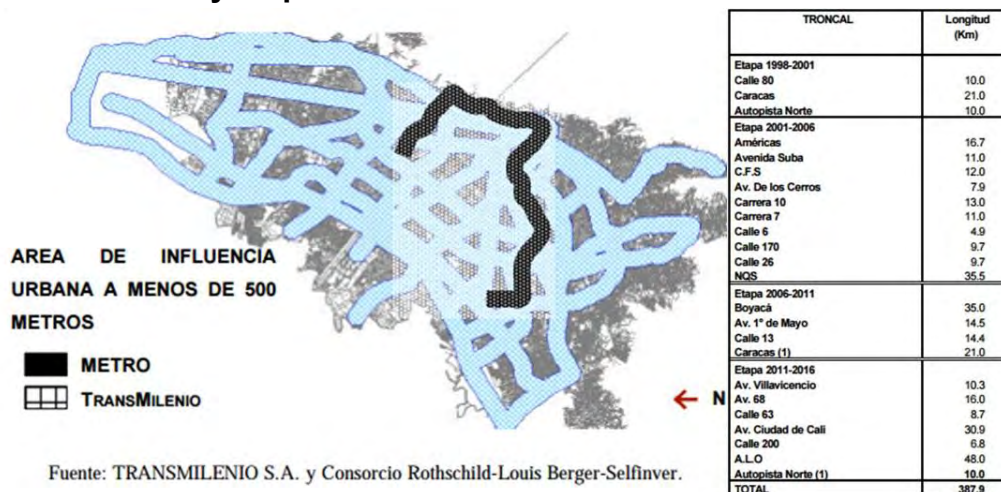 AREA DE INFLUENCIA
URBANA A MENOS DE 500
METROS
METRO
TRANSMILENIO
N
Fuente: TRANSMILENIO S.A. y Consorcio Rothschild-Louis Berger-Selfinver.
TRONCAL Longitud
(Km)
Etapa 1998-2001
Calle 80 10.0
Caracas 21.0
Autopista Norte 10.0
Etapa 2001-2006
Américas 16.7
Avenida Suba 11.0
C.F.S 12.0
Av. De los Cerros 7.9
Carrera 10 13.0
Carrera 7 11.0
Calle 6 4.9
Calle 170 9.7
Calle 26 9.7
NQS 35.5
Etapa 2006-2011
Boyacá 35.0
Av. 1° de Mayo 14.5
Calle 13 14.4
Caracas (1) 21.0
Etapa 2011-2016
Av. Villavicencio 10.3
Av. 68 16.0
Calle 63 8.7
Av. Ciudad de Cali 30.9
Calle 200 6.8
A.L.O 48.0
Autopista Norte (1) 10.0
TOTAL 387.9